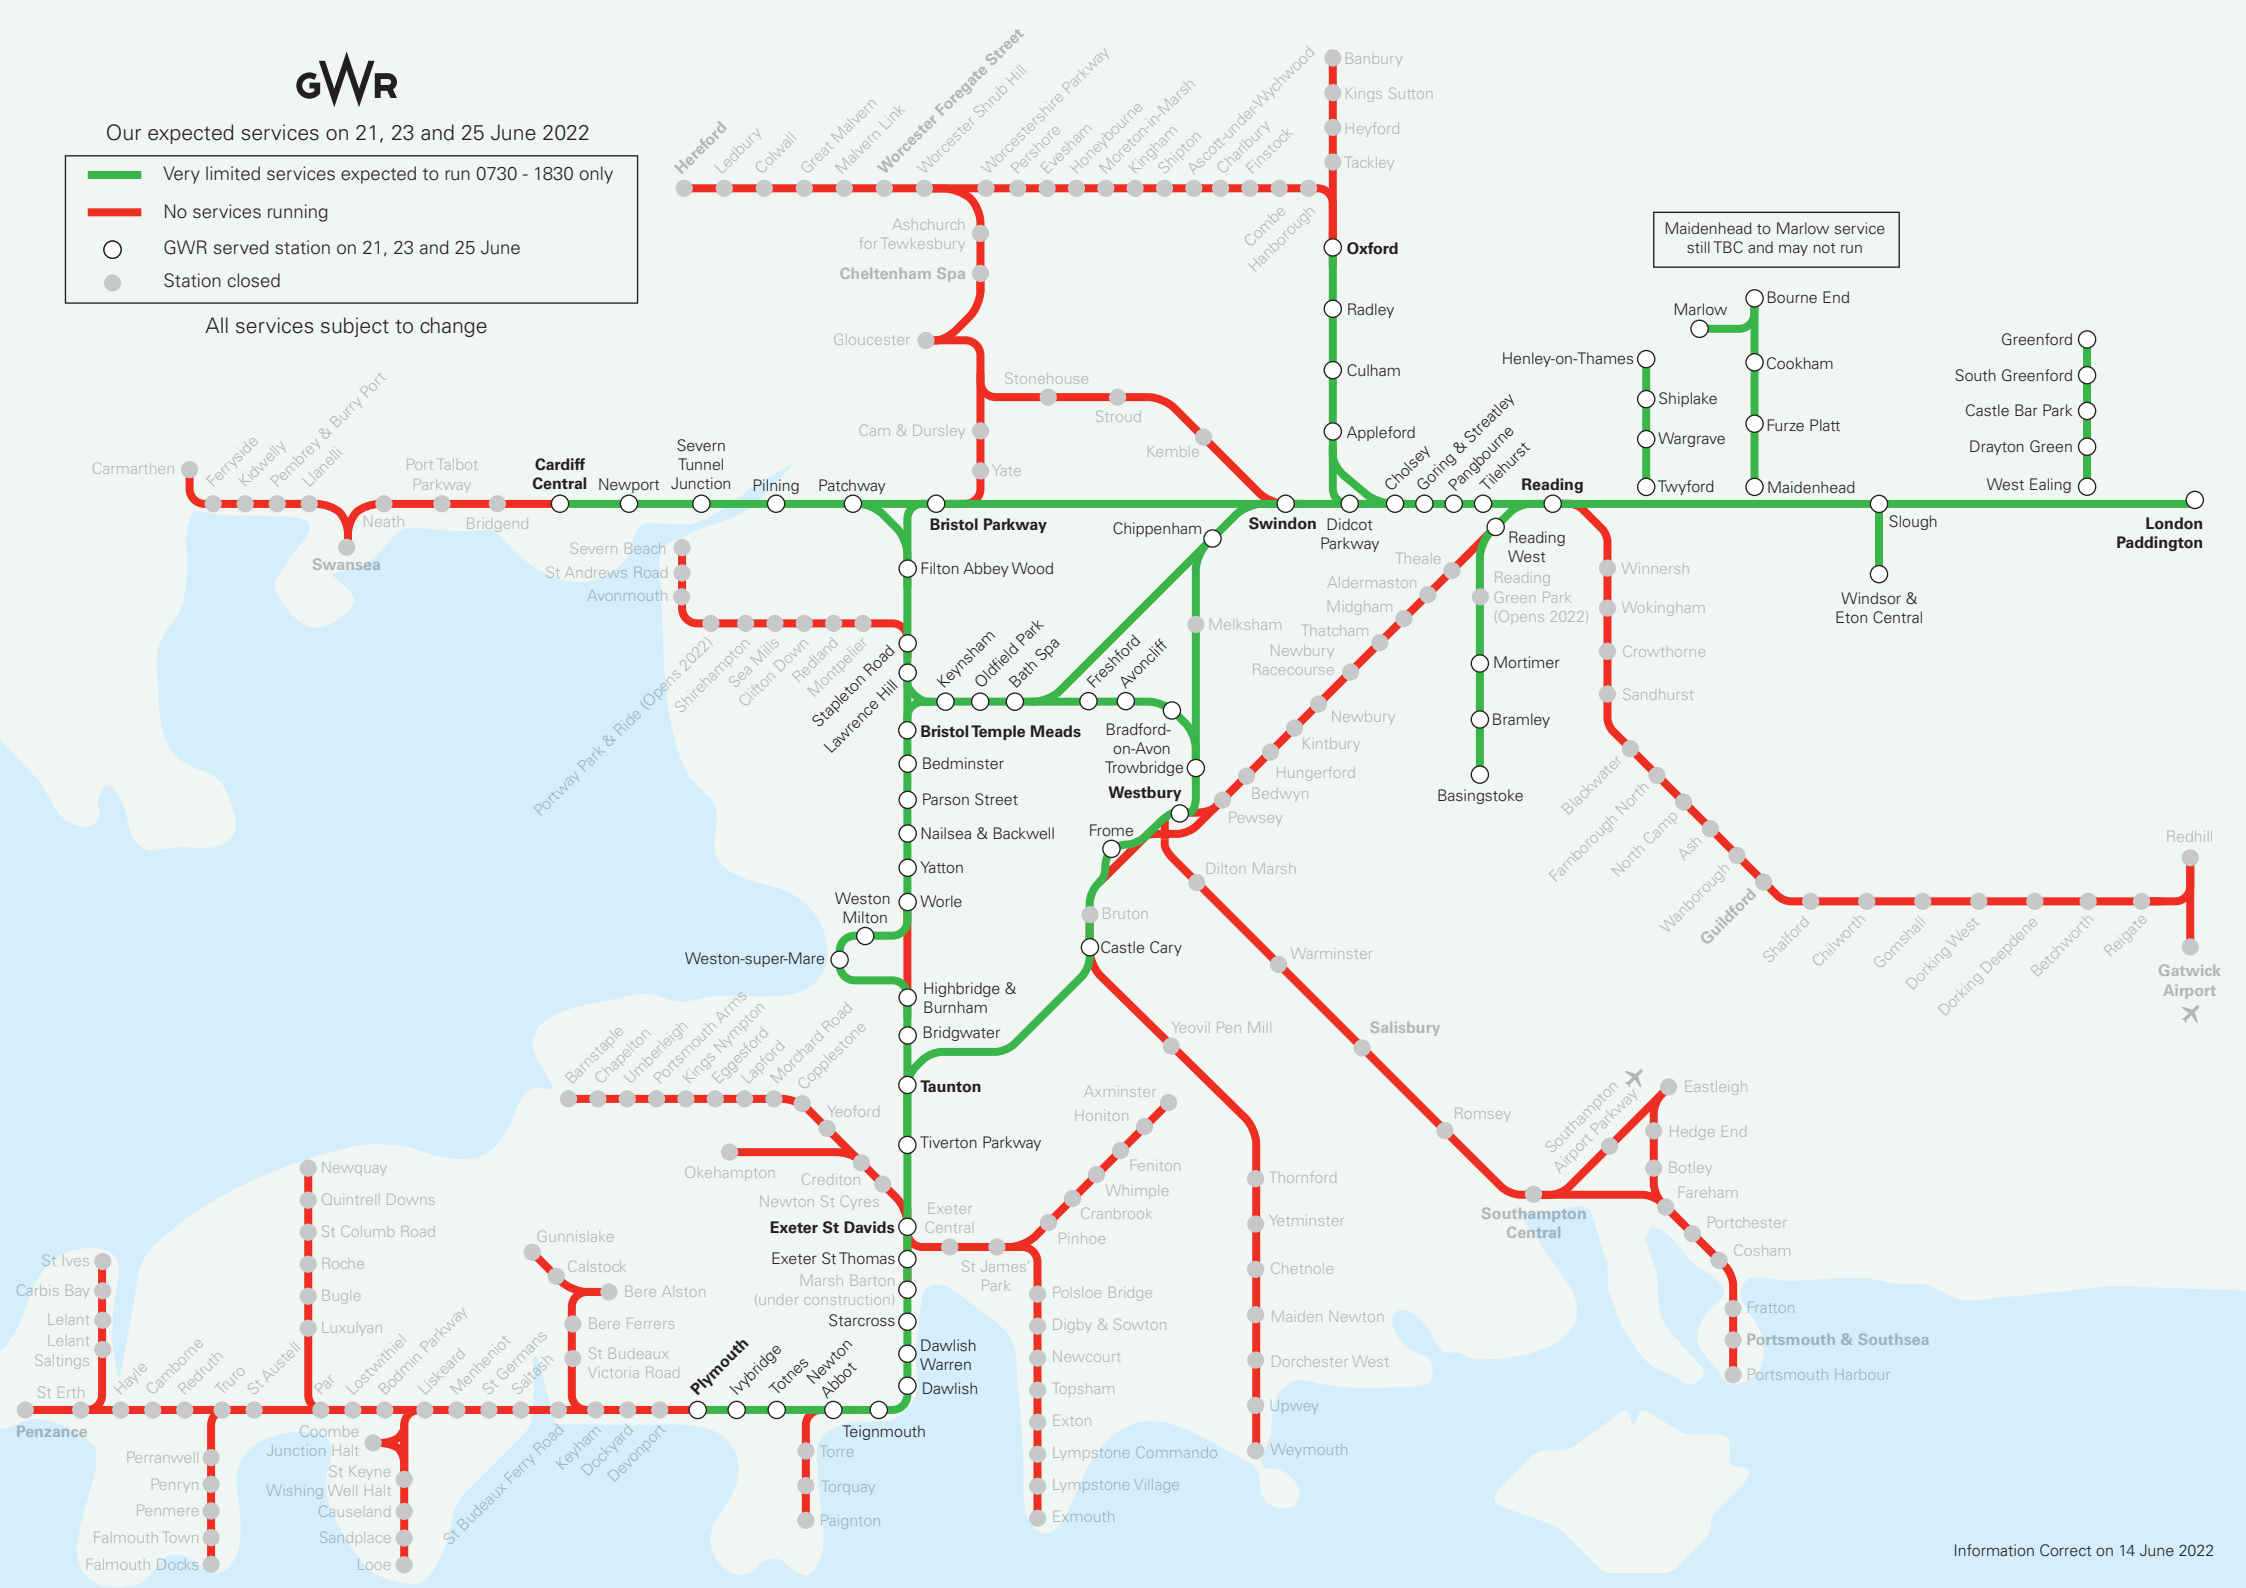 GWR
Our expected services on 21, 23 and 25 June 2022
Very limited services expected to run 0730 - 1830 only
No services running
GWR served station on 21, 23 and 25 June
Station closed
All services subject to change
Hereford
Ledbury
Colwall
Great Malvern
Malvern Link
Worcester Foregate Street
Worcester Shrub Hill
Worcestershire Parkway
Pershore
Evesham
Honeybourne
Moreton-in-Marsh
Kingham
Shipton
Ascott-under-Wychwood
Charlbury
Finstock
Combe
Hanborough
Banbury
Kings Sutton
Heyford
Tackley
Oxford
Radley
Culham
Appleford
Ashchurch
for Tewkesbury
Cheltenham Spa
Gloucester
Stonehouse
Stroud
Kemble
Cam & Dursley
Yate
Maidenhead to Marlow service
still TBC and may not run
Marlow
Bourne End
Cookham
Furze Platt
Maidenhead
Henley-on-Thames
Shiplake
Wargrave
Twyford
Greenford
South Greenford
Castle Bar Park
Drayton Green
West Ealing
Carmarthen
Ferryside
Kidwelly
Pembrey & Burry Port
Llanelli
Swansea
Neath
Port Talbot
Parkway
Bridgend
Cardiff
Central
Newport
Severn
Tunnel
Junction
Pilning
Patchway
Bristol Parkway
Chippenham
Swindon
Didcot
Parkway
Cholsey
Goring & Streatley
Pangbourne
Tilehurst
Reading
Slough
London
Paddington
Windsor &
Eton Central
Reading
West
Reading
Green Park
(Opens 2022)
Mortimer
Bramley
Basingstoke
Theale
Aldermaston
Midgham
Thatcham
Newbury
Racecourse
Newbury
Kintbury
Hungerford
Bedwyn
Pewsey
Winnersh
Wokingham
Crowthorne
Sandhurst
Blackwater
Farnborough North
North Camp
Ash
Wanborough
Guildford
Shalford
Chilworth
Gomshall
Dorking West
Dorking Deepdene
Betchworth
Reigate
Redhill
Gatwick
Airport
Severn Beach
St Andrews Road
Avonmouth
Portway Park & Ride (Opens 2022)
Shirehampton
Sea Mills
Clifton Down
Redland
Montpelier
Filton Abbey Wood
Stapleton Road
Lawrence Hill
Keynsham
Oldfield Park
Bath Spa
Freshford
Avoncliff
Melksham
Bradford-
on-Avon
Trowbridge
Westbury
Frome
Bruton
Castle Cary
Bristol Temple Meads
Bedminster
Parson Street
Nailsea & Backwell
Yatton
Worle
Weston
Milton
Weston-super-Mare
Highbridge &
Burnham
Bridgwater
Taunton
Tiverton Parkway
Dilton Marsh
Warminster
Salisbury
Romsey
Southampton
Central
Southampton
Airport Parkway
Eastleigh
Hedge End
Botley
Fareham
Portchester
Cosham
Fratton
Portsmouth & Southsea
Portsmouth Harbour
Yeovil Pen Mill
Thornford
Yetminster
Chetnole
Maiden Newton
Dorchester West
Upwey
Weymouth
Barnstaple
Chapelton
Umberleigh
Portsmouth Arms
Kings Nympton
Eggesford
Lapford
Morchard Road
Copplestone
Yeoford
Okehampton
Crediton
Newton St Cyres
Exeter St Davids
Exeter
Central
St James'
Park
Axminster
Honiton
Feniton
Whimple
Cranbrook
Pinhoe
Polsloe Bridge
Digby & Sowton
Newcourt
Topsham
Exton
Lympstone Commando
Lympstone Village
Exmouth
Exeter St Thomas
Marsh Barton
(under construction)
Starcross
Dawlish
Warren
Dawlish
Teignmouth
Newton
Abbot
Totnes
Ivybridge
Plymouth
Torre
Torquay
Paignton
Gunnislake
Calstock
Bere Alston
Bere Ferrers
St Budeaux
Victoria Road
Devonport
Dockyard
Keyham
St Budeaux Ferry Road
Saltash
St Germans
Menheniot
Liskeard
Bodmin Parkway
Lostwithiel
Par
St Austell
Truro
Redruth
Camborne
Hayle
St Erth
Penzance
Newquay
Quintrell Downs
St Columb Road
Roche
Bugle
Luxulyan
St Ives
Carbis Bay
Lelant
Lelant
Saltings
Perranwell
Penryn
Penmere
Falmouth Town
Falmouth Docks
Coombe
Junction Halt
St Keyne
Wishing Well Halt
Causeland
Sandplace
Looe
Information Correct on 14 June 2022